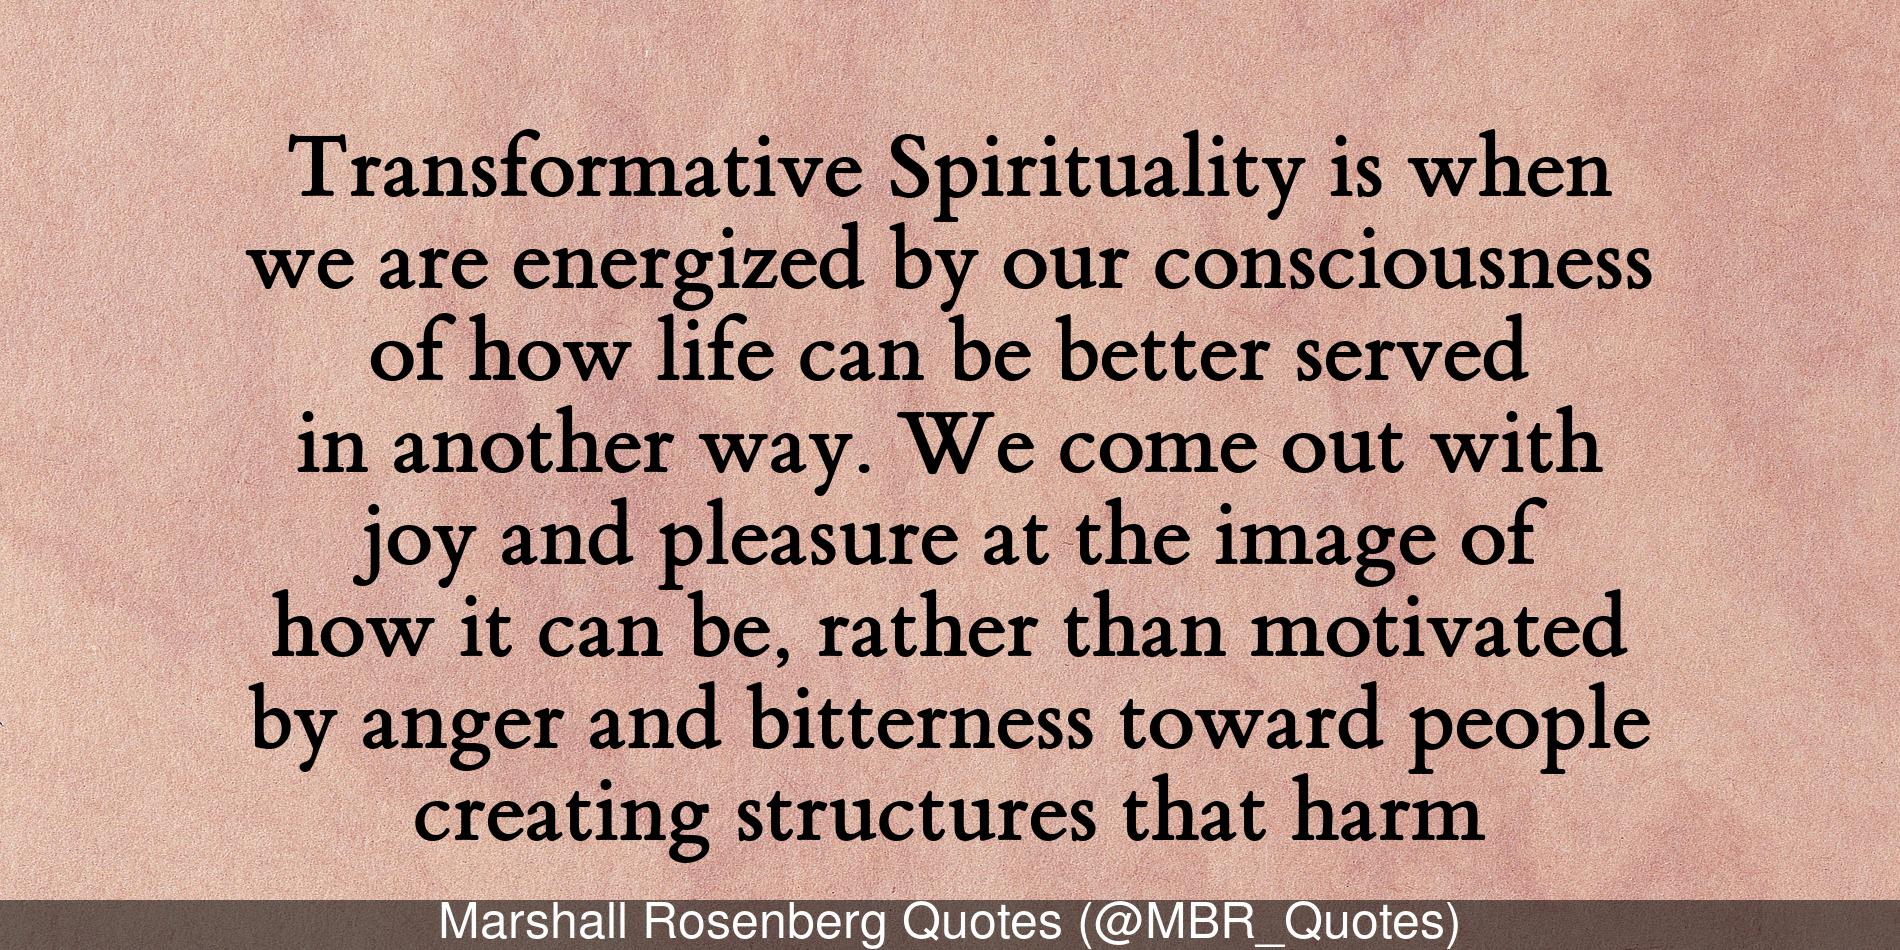 Transformative Spirituality is when
we are energized by our consciousness
of how life can be better served
in another way. We come out with
joy and pleasure at the image of
how it can be, rather than motivated
by anger and bitterness toward people
creating structures that harm
Marshall Rosenberg Quotes (@MBR_Quotes)